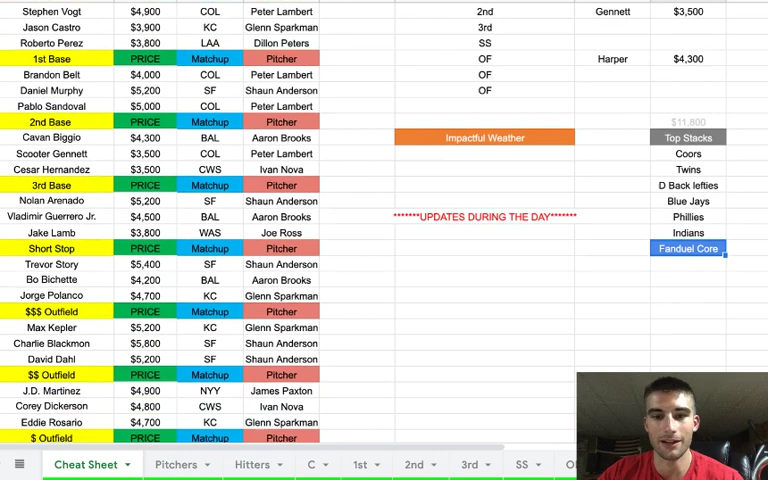 Stephen Vogt $4,900 COL Peter Lambert 2nd Gennett $3,500
Jason Castro $3,900 KC Glenn Sparkman 3rd
Roberto Perez $3,800 LAA Dillon Peters SS
1st Base PRICE Matchup Pitcher OF Harper $4,300
Brandon Belt $4,000 COL Peter Lambert OF
Daniel Murphy $5,200 SF Shaun Anderson OF
Pablo Sandoval $5,000 COL Peter Lambert
2nd Base PRICE Matchup Pitcher $11,800
Cavan Biggio $4,300 BAL Aaron Brooks Impactful Weather Top Stacks
Scooter Gennett $3,500 COL Peter Lambert Coors
Cesar Hernandez $3,500 CWS Ivan Nova Twins
3rd Base PRICE Matchup Pitcher D Back lefties
Nolan Arenado $5,200 SF Shaun Anderson Blue Jays
Vladimir Guerrero Jr. $4,500 BAL Aaron Brooks *******UPDATES DURING THE DAY******* Phillies
Jake Lamb $3,800 WAS Joe Ross Indians
Short Stop PRICE Matchup Pitcher Fanduel Core
Trevor Story $5,400 SF Shaun Anderson
Bo Bichette $4,200 BAL Aaron Brooks
Jorge Polanco $4,700 KC Glenn Sparkman
$$$ Outfield PRICE Matchup Pitcher
Max Kepler $5,200 KC Glenn Sparkman
Charlie Blackmon $5,800 SF Shaun Anderson
David Dahl $5,200 SF Shaun Anderson
$$ Outfield PRICE Matchup Pitcher
J.D. Martinez $4,900 NYY James Paxton
Corey Dickerson $4,800 CWS Ivan Nova
Eddie Rosario $4,700 KC Glenn Sparkman
$ Outfield PRICE Matchup Pitcher
Cheat Sheet Pitchers Hitters C 1st 2nd 3rd SS